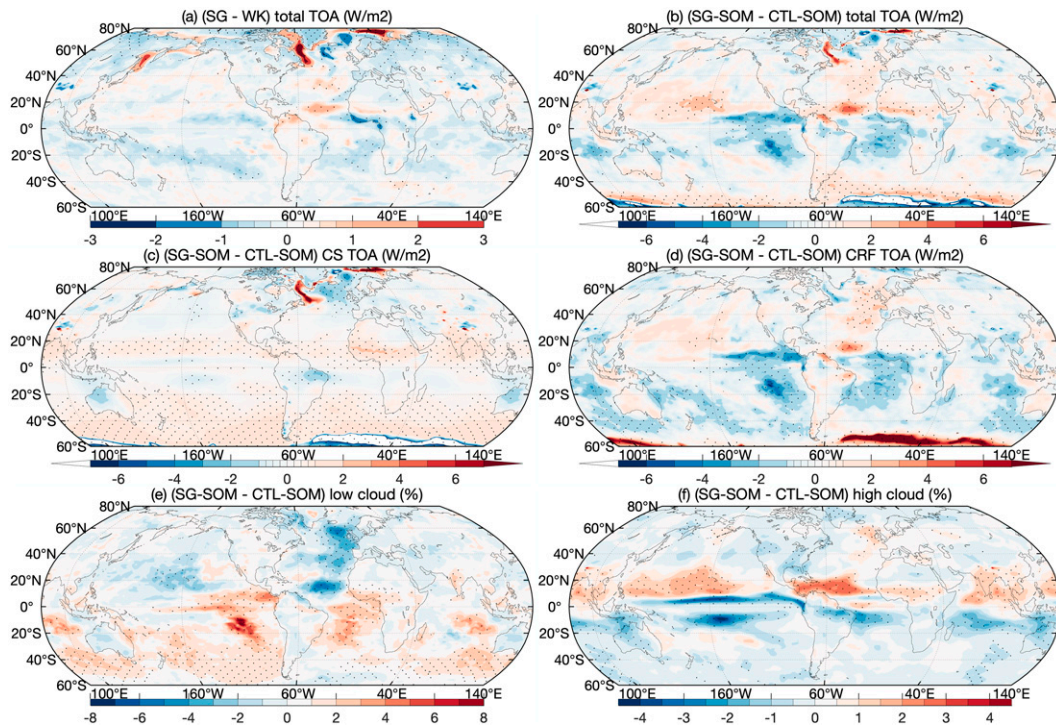 (a) (SG - WK) total TOA (W/m2)
(b) (SG-SOM - CTL-SOM) total TOA (W/m2)
80°N
60°N
40°N
20°N
0°
20°S
40°S
60°S
100°E 160°W 60°W 40°E 140°E
-3 -2 -1 0 1 2 3
80°N
60°N
40°N
20°N
0°
20°S
40°S
60°S
100°E 160°W 60°W 40°E 140°E
-6 -4 -2 0 2 4 6
(c) (SG-SOM - CTL-SOM) CS TOA (W/m2)
(d) (SG-SOM - CTL-SOM) CRF TOA (W/m2)
80°N
60°N
40°N
20°N
0°
20°S
40°S
60°S
100°E 160°W 60°W 40°E 140°E
-6 -4 -2 0 2 4 6
80°N
60°N
40°N
20°N
0°
20°S
40°S
60°S
100°E 160°W 60°W 40°E 140°E
-6 -4 -2 0 2 4 6
(e) (SG-SOM - CTL-SOM) low cloud (%)
(f) (SG-SOM - CTL-SOM) high cloud (%)
80°N
60°N
40°N
20°N
0°
20°S
40°S
60°S
100°E 160°W 60°W 40°E 140°E
-8 -6 -4 -2 0 2 4 6 8
80°N
60°N
40°N
20°N
0°
20°S
40°S
60°S
100°E 160°W 60°W 40°E 140°E
-4 -3 -2 -1 0 1 2 3 4